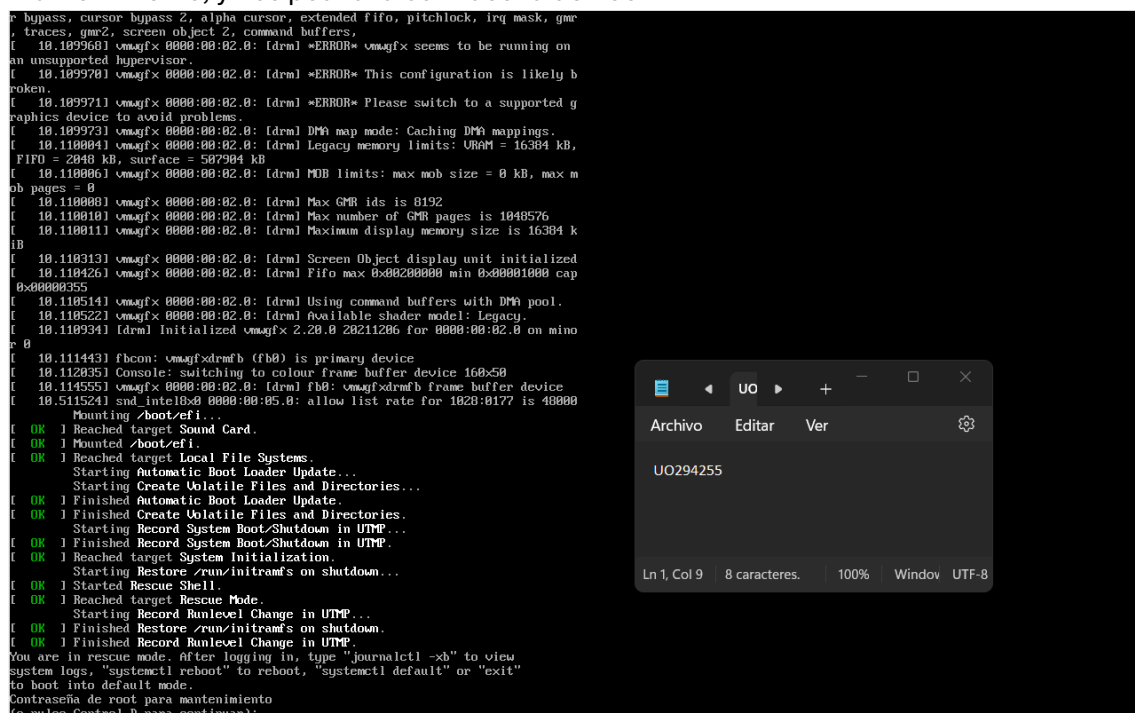 r bypass, cursor bypass 2, alpha cursor, extended fifo, pitchlock, irq mask, gmr
, traces, gmr2, screen object 2, command buffers,
[   10.109968] vmwgfx 0000:00:02.0: [drm] *ERROR* vmwgfx seems to be running on
an unsupported hypervisor.
[   10.109970] vmwgfx 0000:00:02.0: [drm] *ERROR* This configuration is likely b
roken.
[   10.109971] vmwgfx 0000:00:02.0: [drm] *ERROR* Please switch to a supported g
raphics device to avoid problems.
[   10.109973] vmwgfx 0000:00:02.0: [drm] DMA map mode: Caching DMA mappings.
[   10.110004] vmwgfx 0000:00:02.0: [drm] Legacy memory limits: VRAM = 16384 kB,
FIFO = 2048 kB, surface = 507904 kB
[   10.110006] vmwgfx 0000:00:02.0: [drm] MOB limits: max mob size = 0 kB, max m
ob pages = 0
[   10.110008] vmwgfx 0000:00:02.0: [drm] Max GMR ids is 8192
[   10.110010] vmwgfx 0000:00:02.0: [drm] Max number of GMR pages is 1048576
[   10.110011] vmwgfx 0000:00:02.0: [drm] Maximum display memory size is 16384 k
iB
[   10.110313] vmwgfx 0000:00:02.0: [drm] Screen Object display unit initialized
[   10.110426] vmwgfx 0000:00:02.0: [drm] Fifo max 0x00200000 min 0x00001000 cap
0x00000355
[   10.110514] vmwgfx 0000:00:02.0: [drm] Using command buffers with DMA pool.
[   10.110522] vmwgfx 0000:00:02.0: [drm] Available shader model: Legacy.
[   10.110934] [drm] Initialized vmwgfx 2.20.0 20211206 for 0000:00:02.0 on mino
r 0
[   10.111443] fbcon: vmwgfxdrmfb (fb0) is primary device
[   10.112035] Console: switching to colour frame buffer device 160x50
[   10.114555] vmwgfx 0000:00:02.0: [drm] fb0: vmwgfxdrmfb frame buffer device
[   10.511524] snd_intel8x0 0000:00:05.0: allow list rate for 1028:0177 is 48000
Mounting /boot/efi...
[  OK  ] Reached target Sound Card.
[  OK  ] Mounted /boot/efi.
[  OK  ] Reached target Local File Systems.
Starting Automatic Boot Loader Update...
Starting Create Volatile Files and Directories...
[  OK  ] Finished Automatic Boot Loader Update.
[  OK  ] Finished Create Volatile Files and Directories.
Starting Record System Boot/Shutdown in UTMP...
[  OK  ] Finished Record System Boot/Shutdown in UTMP.
[  OK  ] Reached target System Initialization.
Starting Restore /run/initramfs on shutdown...
[  OK  ] Started Rescue Shell.
[  OK  ] Reached target Rescue Mode.
Starting Record Runlevel Change in UTMP...
[  OK  ] Finished Restore /run/initramfs on shutdown.
[  OK  ] Finished Record Runlevel Change in UTMP.
You are in rescue mode. After logging in, type "journalctl -xb" to view
system logs, "systemctl reboot" to reboot, "systemctl default" or "exit"
to boot into default mode.
Contraseña de root para mantenimiento
UO
Archivo Editar Ver
UO294255
Ln 1, Col 9 8 caracteres. 100% Window UTF-8